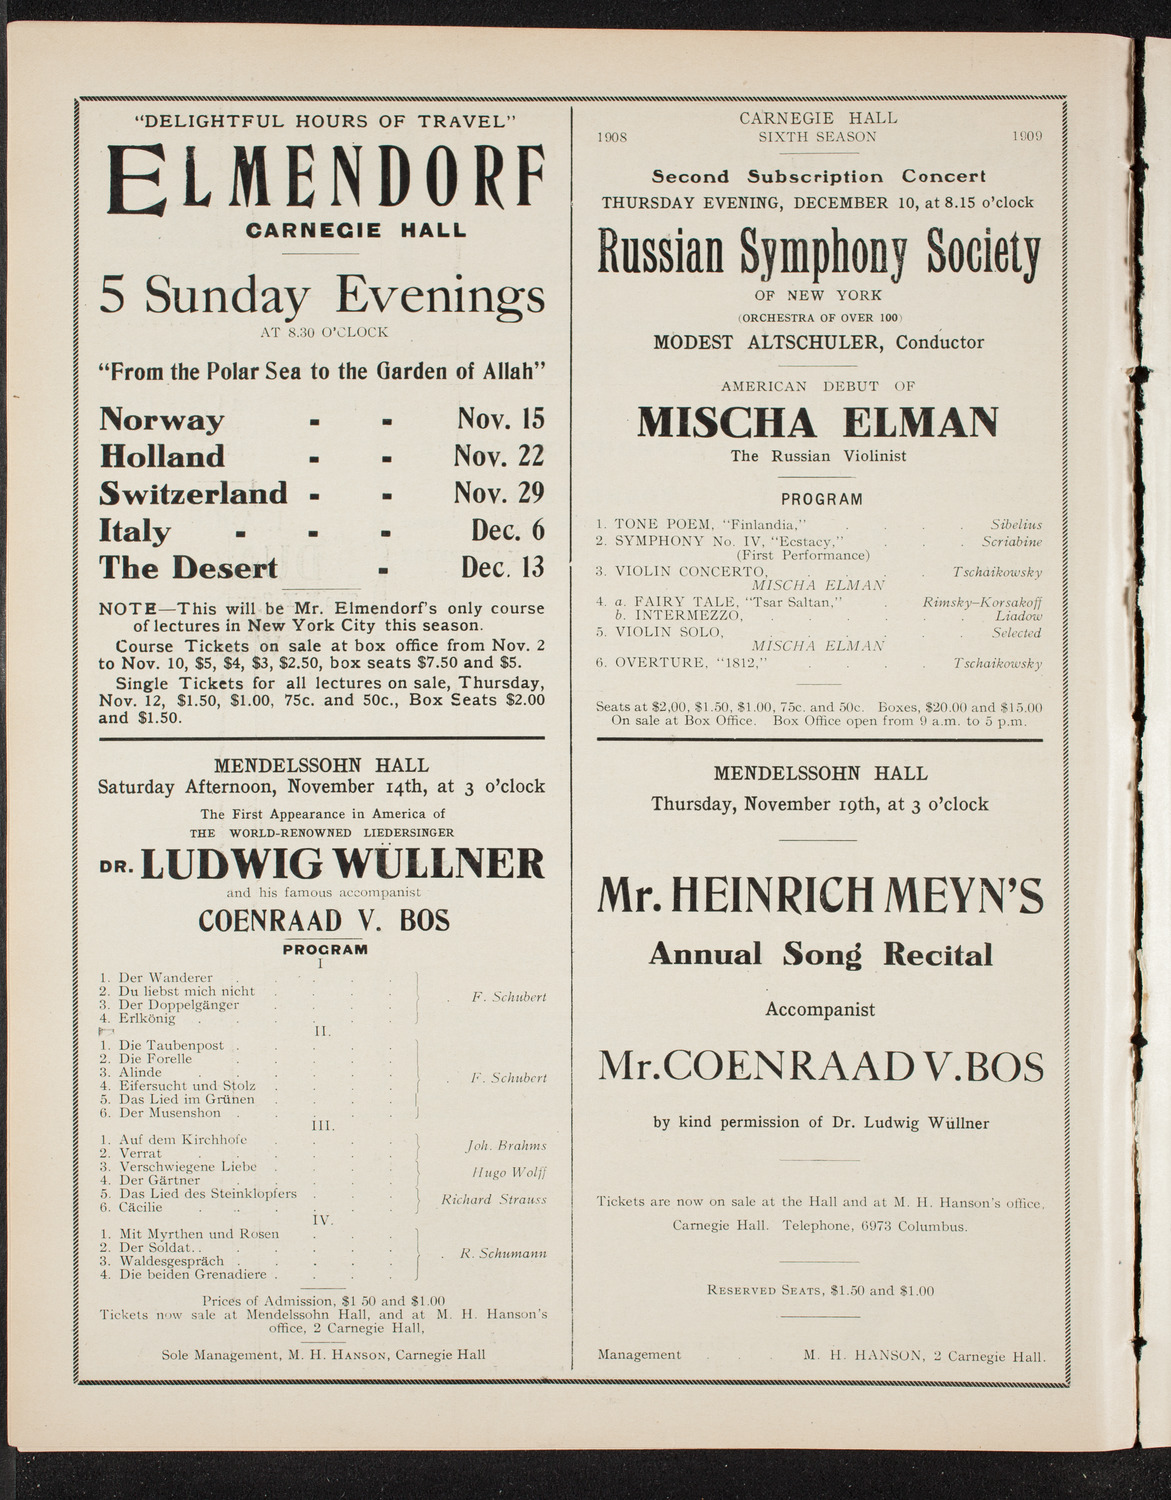 "DELIGHTFUL HOURS OF TRAVEL"
ELMENDORF
CARNEGIE HALL
5 Sunday Evenings
AT 8.30 O'CLOCK
"From the Polar Sea to the Garden of Allah"
Norway - - Nov. 15
Holland - - Nov. 22
Switzerland - - Nov. 29
Italy - - - Dec. 6
The Desert - Dec. 13
NOTE—This will be Mr. Elmendorf's only course
of lectures in New York City this season.
Course Tickets on sale at box office from Nov. 2
to Nov. 10, $5, $4, $3, $2.50, box seats $7.50 and $5.
Single Tickets for all lectures on sale, Thursday,
Nov. 12, $1.50, $1.00, 75c. and 50c., Box Seats $2.00
and $1.50.
MENDELSSOHN HALL
Saturday Afternoon, November 14th, at 3 o'clock
The First Appearance in America of
THE WORLD-RENOWNED LIEDERSINGER
DR. LUDWIG WÜLLNER
and his famous accompanist
COENRAAD V. BOS
PROGRAM
I
1. Der Wanderer
2. Du liebst mich nicht
3. Der Doppelgänger
4. Erlkönig
F. Schubert
II.
1. Die Taubenpost
2. Die Forelle
3. Alinde
4. Eifersucht und Stolz
5. Das Lied im Grünen
6. Der Musenshon
F. Schubert
III.
1. Auf dem Kirchhofe
2. Verrat
Joh. Brahms
3. Verschwiegene Liebe
4. Der Gärtner
Hugo Wolff
5. Das Lied des Steinklopfers
6. Cäcilie
Richard Strauss
IV.
1. Mit Myrthen und Rosen
2. Der Soldat..
3. Waldesgespräch
4. Die beiden Grenadiere
R. Schumann
Prices of Admission, $1 50 and $1.00
Tickets now sale at Mendelssohn Hall, and at M. H. Hanson's
office, 2 Carnegie Hall,
Sole Management, M. H. HANSON, Carnegie Hall
CARNEGIE HALL
1908 SIXTH SEASON 1909
Second Subscription Concert
THURSDAY EVENING, DECEMBER 10, at 8.15 o'clock
Russian Symphony Society
OF NEW YORK
(ORCHESTRA OF OVER 100)
MODEST ALTSCHULER, Conductor
AMERICAN DEBUT OF
MISCHA ELMAN
The Russian Violinist
PROGRAM
1. TONE POEM, "Finlandia," . . . Sibelius
2. SYMPHONY No. IV, "Ecstacy," . . . Scriabine
(First Performance)
3. VIOLIN CONCERTO, . . . . Tschaikowsky
MISCHA ELMAN
4. a. FAIRY TALE, "Tsar Saltan," . Rimsky-Korsakoff
b. INTERMEZZO, . . . . . . Liadow
5. VIOLIN SOLO, . . . . . Selected
MISCHA ELMAN
6. OVERTURE, "1812," . . . Tschaikowsky
Seats at $2,00, $1.50, $1.00, 75c. and 50c. Boxes, $20.00 and $15.00
On sale at Box Office. Box Office open from 9 a.m. to 5 p.m.
MENDELSSOHN HALL
Thursday, November 19th, at 3 o'clock
Mr. HEINRICH MEYN'S
Annual Song Recital
Accompanist
Mr. COENRAAD V. BOS
by kind permission of Dr. Ludwig Wüllner
Tickets are now on sale at the Hall and at M. H. Hanson's office,
Carnegie Hall. Telephone, 6973 Columbus.
RESERVED SEATS, $1.50 and $1.00
Management . . . M. H. HANSON, 2 Carnegie Hall.